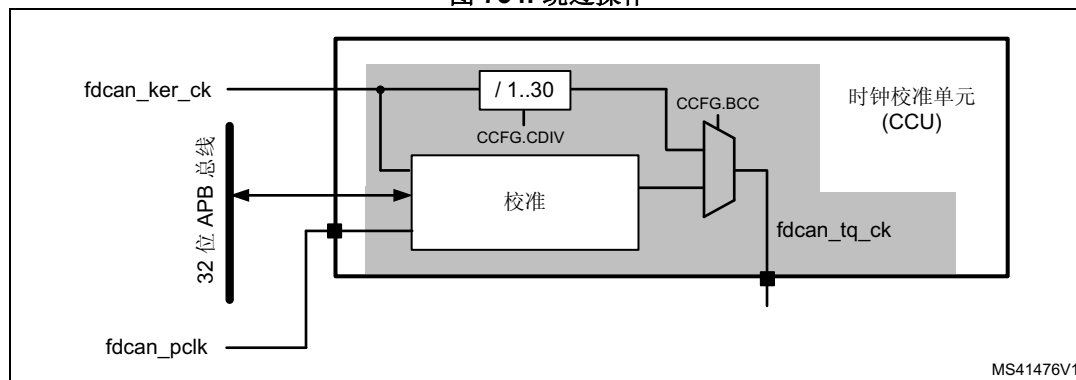 fdcan_ker_ck
/ 1..30
CCFG.CDIV
CCFG.BCC
时钟校准单元
(CCU)
32 位 APB 总线
校准
fdcan_tq_ck
fdcan_pclk
MS41476V1